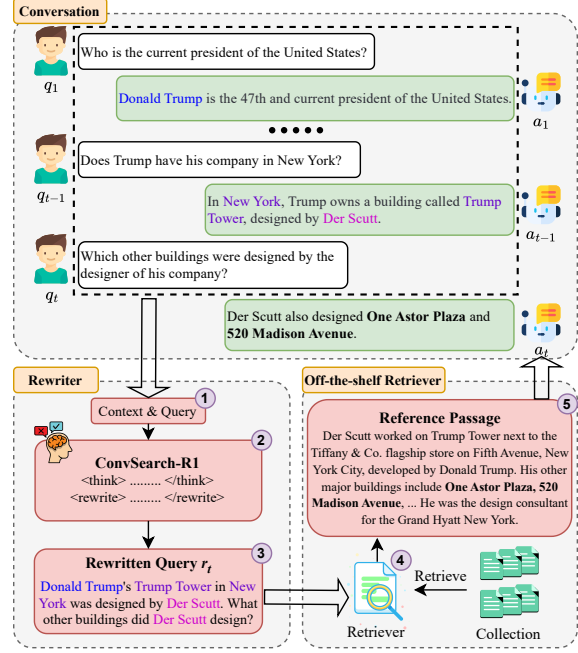 Conversation
Who is the current president of the United States?
q1
Donald Trump is the 47th and current president of the United States.
a1
Does Trump have his company in New York?
qt−1
In New York, Trump owns a building called Trump
Tower, designed by Der Scutt.
at−1
Which other buildings were designed by the
designer of his company?
qt
Der Scutt also designed One Astor Plaza and
520 Madison Avenue.
at
Rewriter
1
Context & Query
2
ConvSearch-R1
<think> ......... </think>
<rewrite> ......... </rewrite>
3
Rewritten Query rt
Donald Trump's Trump Tower in New
York was designed by Der Scutt. What
other buildings did Der Scutt design?
Off-the-shelf Retriever
5
Reference Passage
Der Scutt worked on Trump Tower next to the
Tiffany & Co. flagship store on Fifth Avenue, New
York City, developed by Donald Trump. His other
major buildings include One Astor Plaza, 520
Madison Avenue, ... He was the design consultant
for the Grand Hyatt New York.
4
Retrieve
Retriever
Collection